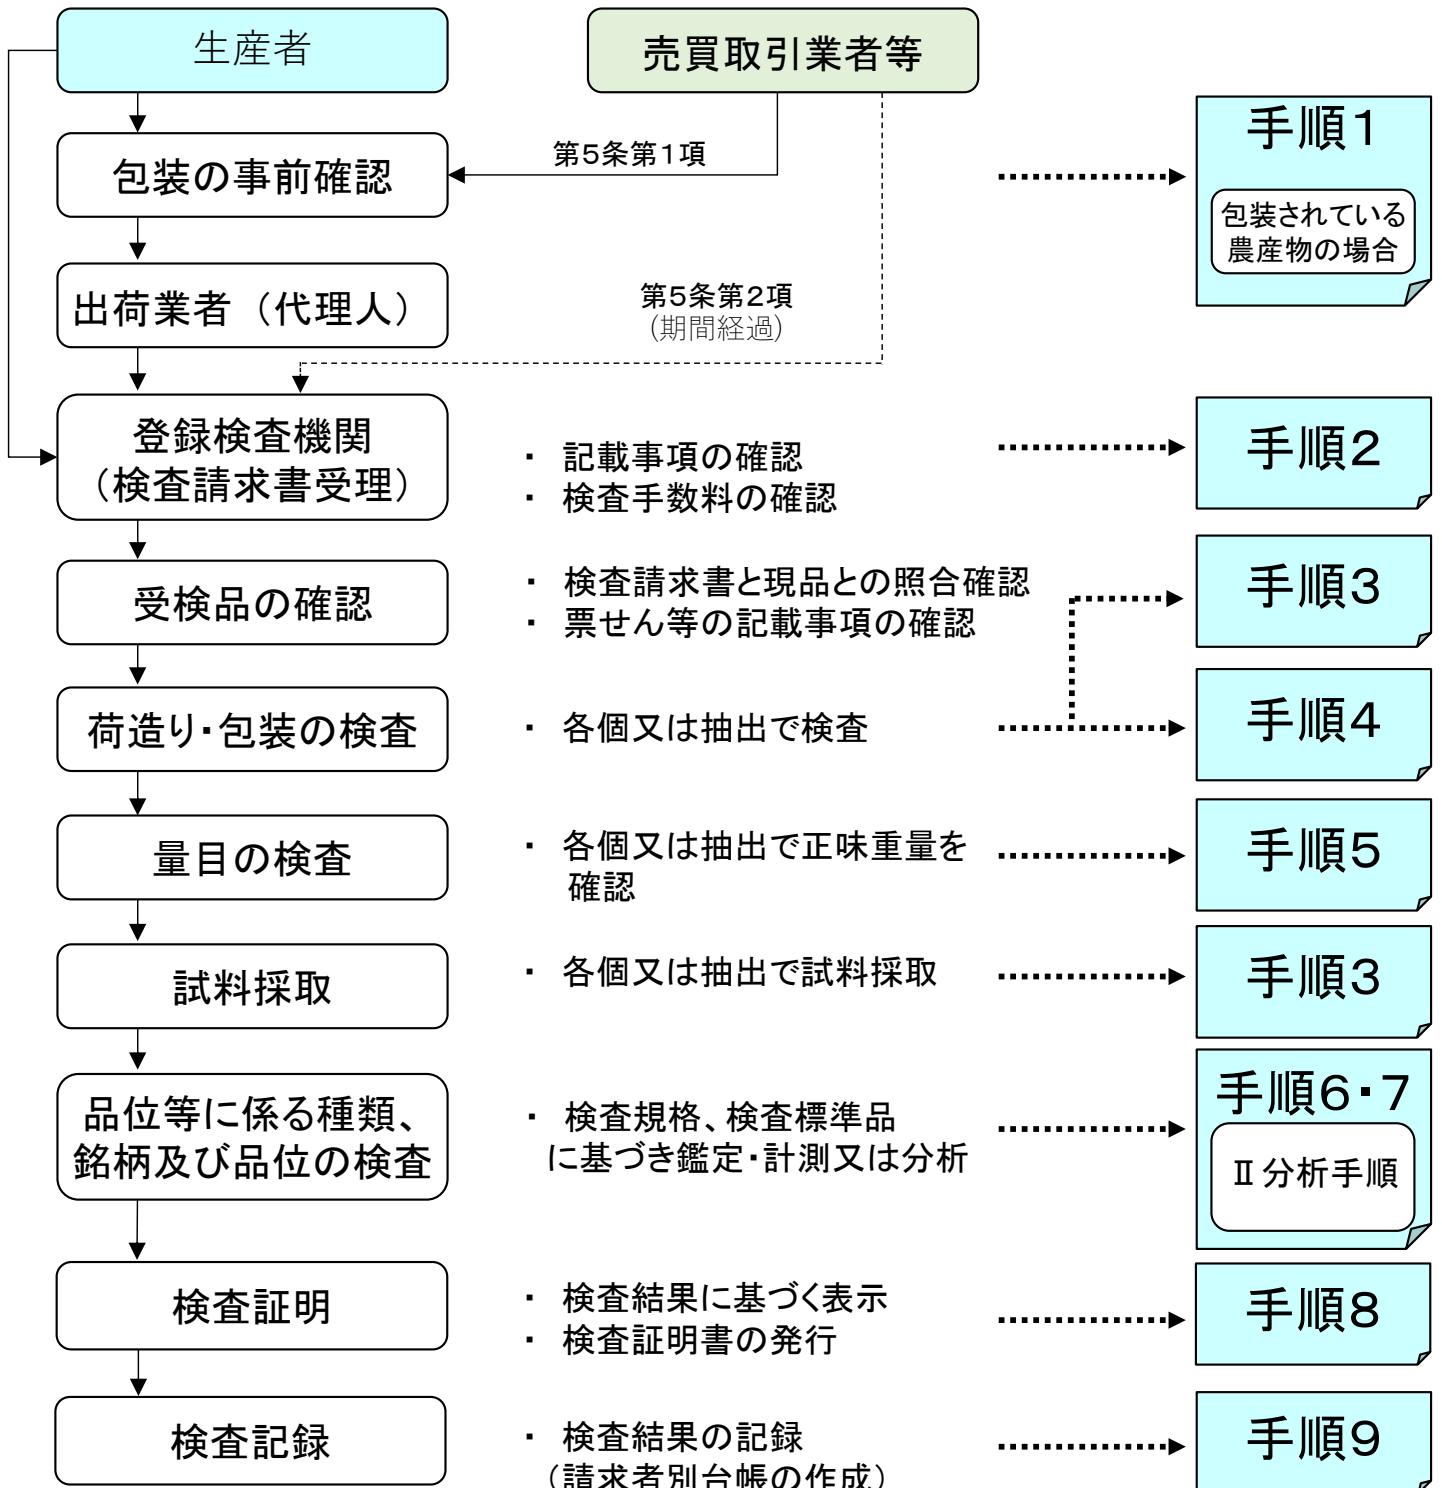 生産者
売買取引業者等
包装の事前確認
第5条第1項
手順1
包装されている
農産物の場合
出荷業者（代理人）
第5条第2項
(期間経過)
登録検査機関
（検査請求書受理）
・ 記載事項の確認
・ 検査手数料の確認
手順2
受検品の確認
・ 検査請求書と現品との照合確認
・ 票せん等の記載事項の確認
手順3
荷造り・包装の検査
・ 各個又は抽出で検査
手順4
量目の検査
・ 各個又は抽出で正味重量を
確認
手順5
試料採取
・ 各個又は抽出で試料採取
手順3
品位等に係る種類、
銘柄及び品位の検査
・ 検査規格、検査標準品
に基づき鑑定・計測又は分析
手順6・7
Ⅱ分析手順
検査証明
・ 検査結果に基づく表示
・ 検査証明書の発行
手順8
検査記録
・ 検査結果の記録
（請求者別台帳の作成）
手順9